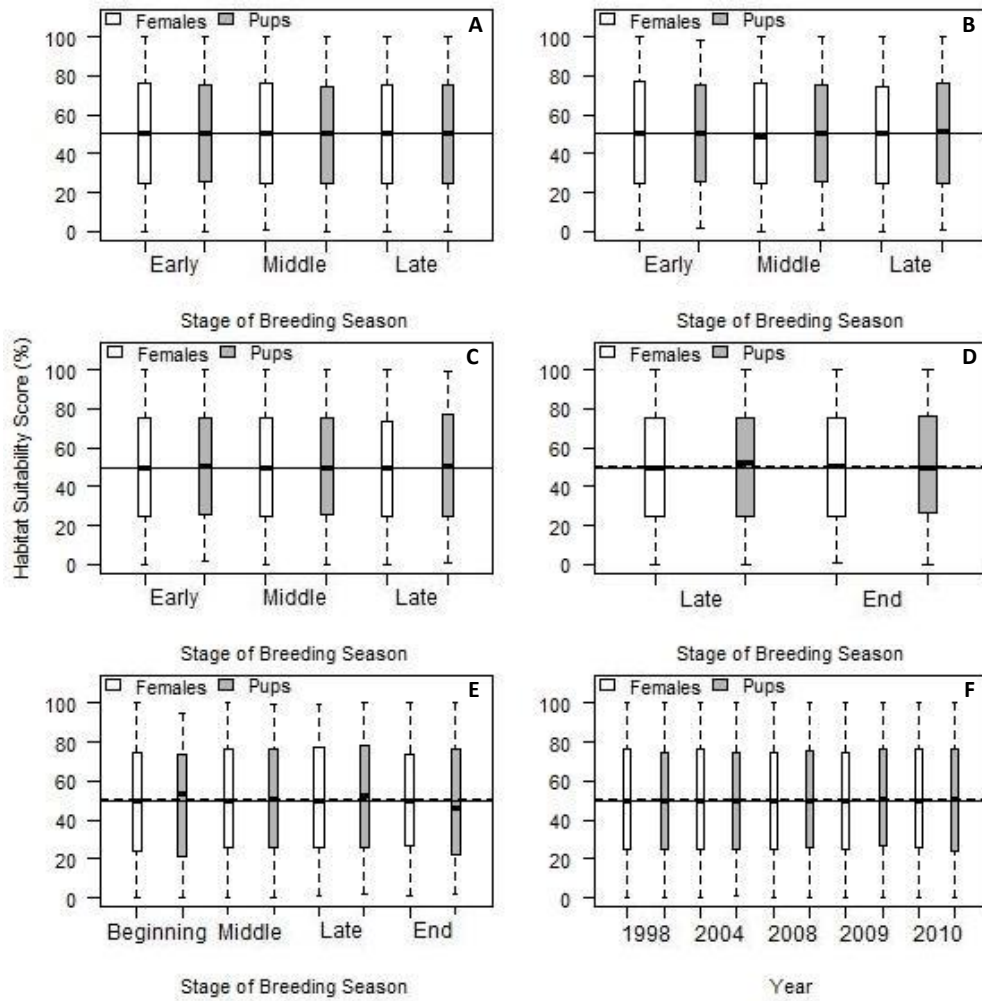 Females Pups A
100
80
60
40
20
0
Early Middle Late
Stage of Breeding Season
Females Pups B
100
80
60
40
20
0
Early Middle Late
Stage of Breeding Season
Habitat Suitability Score (%)
Females Pups C
100
80
60
40
20
0
Early Middle Late
Stage of Breeding Season
Females Pups D
100
80
60
40
20
0
Late End
Stage of Breeding Season
Females Pups E
100
80
60
40
20
0
Beginning Middle Late End
Stage of Breeding Season
Females Pups F
100
80
60
40
20
0
1998 2004 2008 2009 2010
Year